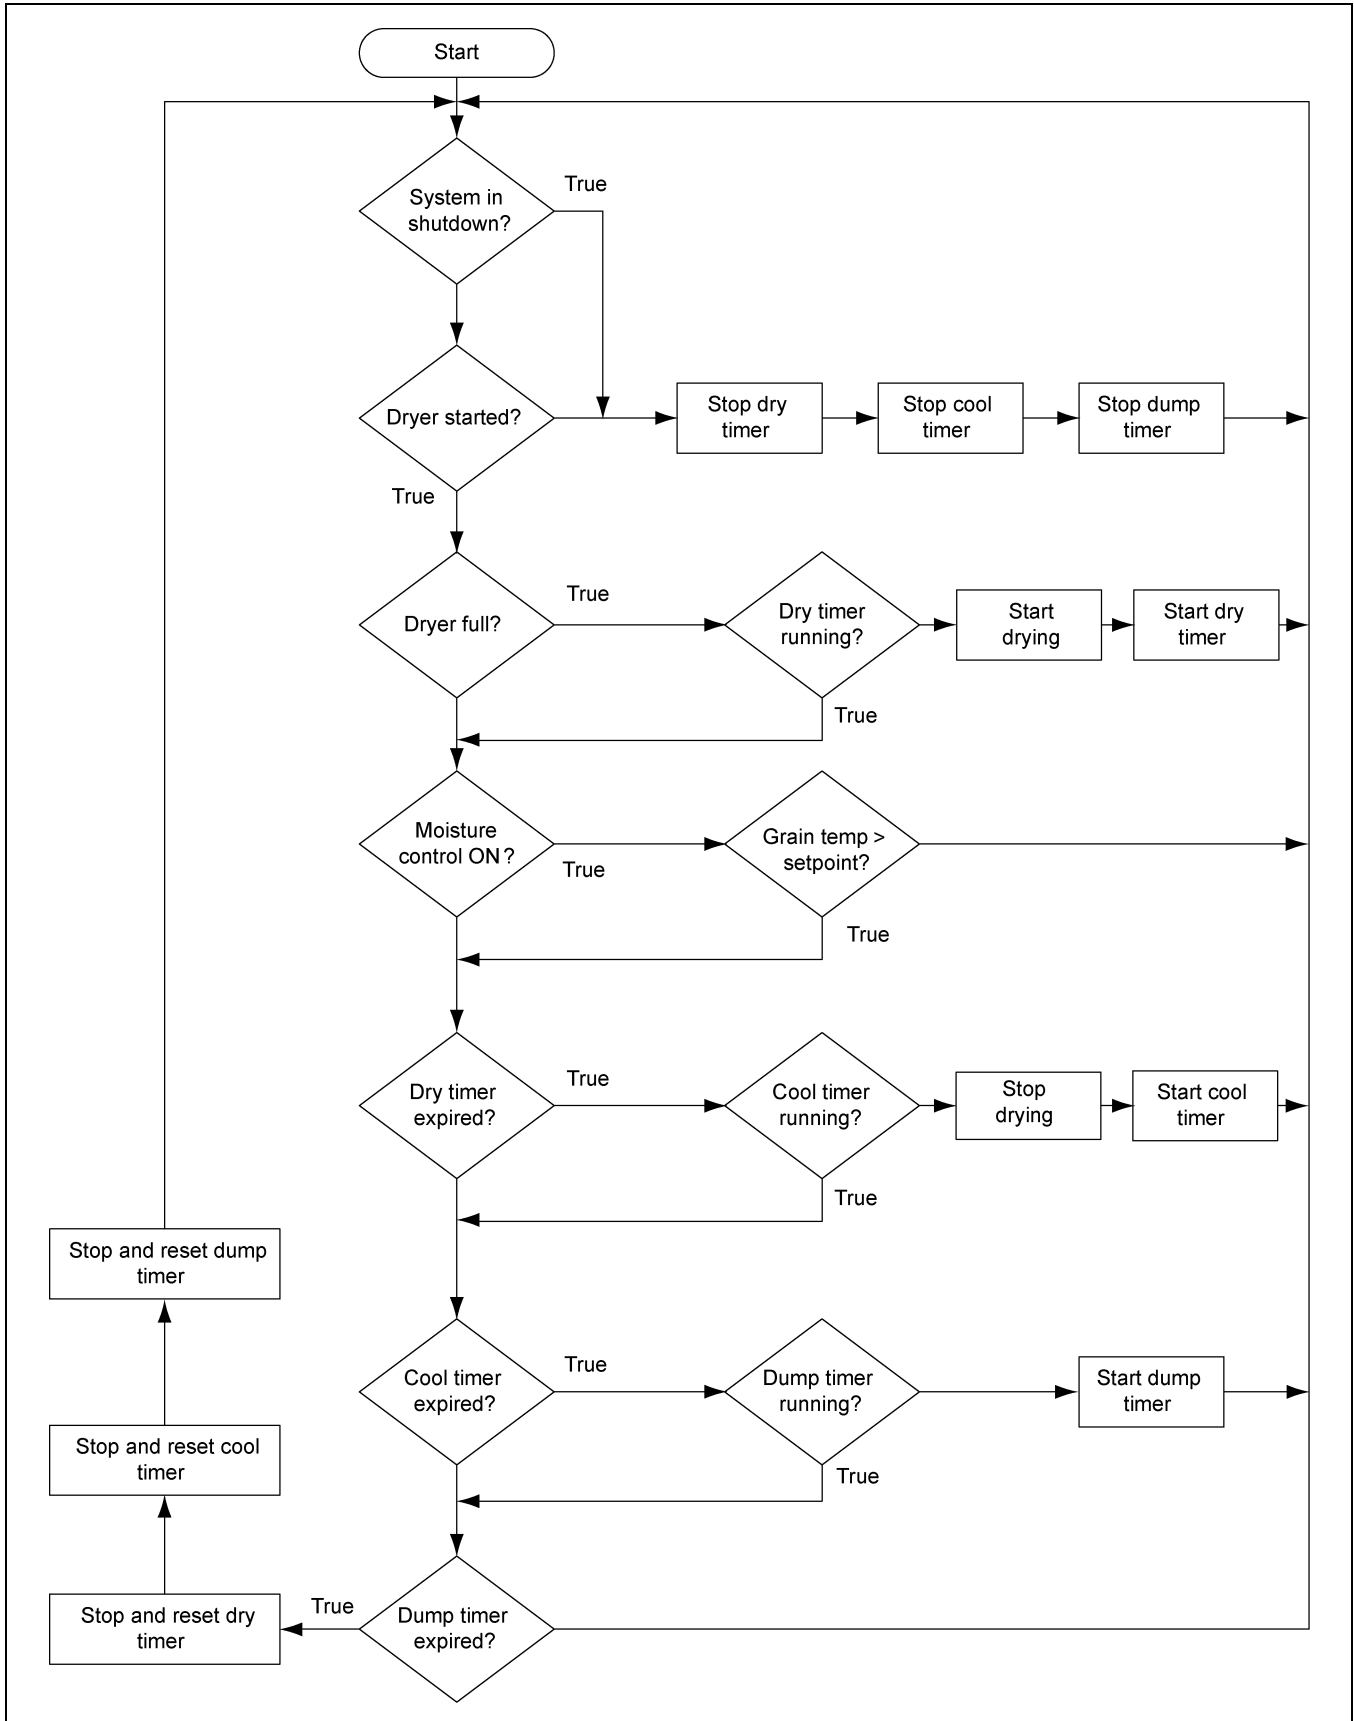 Start
System in
shutdown?
True
Dryer started?
True
Stop dry
timer
Stop cool
timer
Stop dump
timer
Dryer full?
True
Dry timer
running?
True
Start
drying
Start dry
timer
Moisture
control ON?
True
Grain temp >
setpoint?
True
Dry timer
expired?
True
Cool timer
running?
True
Stop
drying
Start cool
timer
Cool timer
expired?
True
Dump timer
running?
True
Start dump
timer
Dump timer
expired?
True
Stop and reset dry
timer
Stop and reset cool
timer
Stop and reset dump
timer